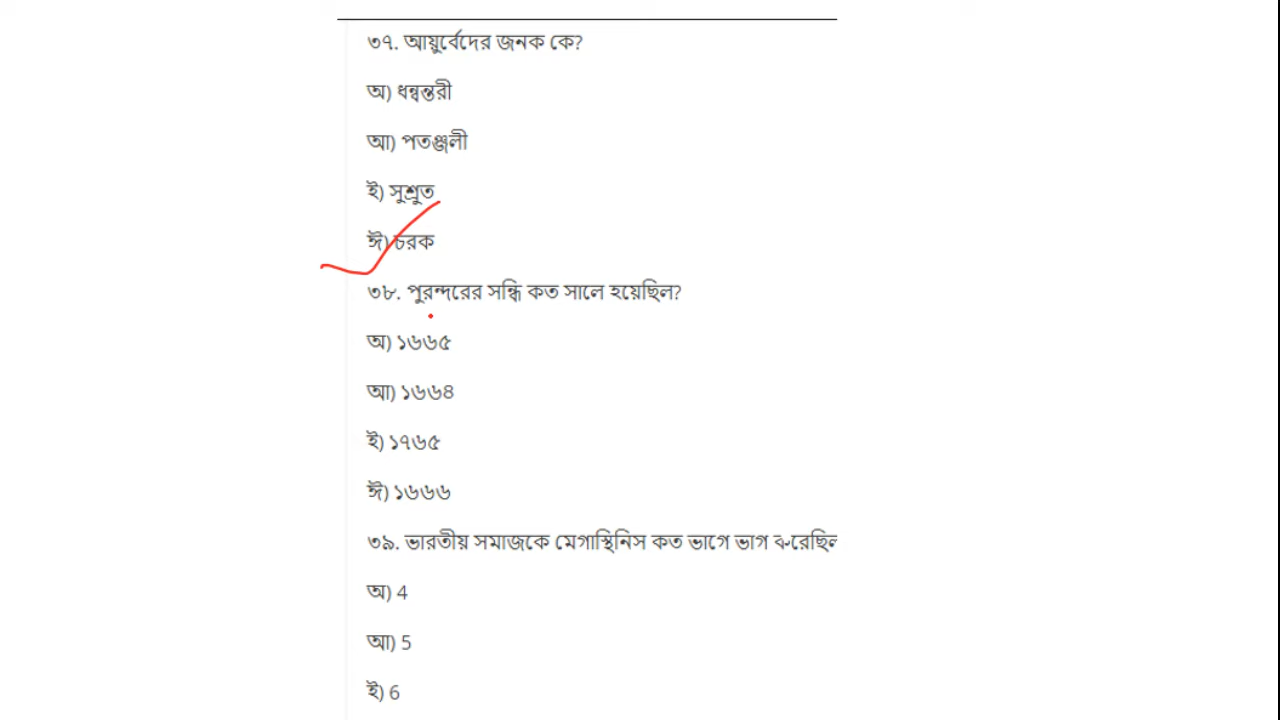 ৩৭. আয়ুর্বেদের জনক কে?
অ) ধন্বন্তরী
আ) পতঞ্জলী
ই) সুশ্রুত
ঈ) চরক
৩৮. পুরন্দরের সন্ধি কত সালে হয়েছিল?
অ) ১৬৬৫
আ) ১৬৬৪
ই) ১৭৬৫
ঈ) ১৬৬৬
৩৯. ভারতীয় সমাজকে মেগাস্থিনিস কত ভাগে ভাগ করেছিল
অ) 4
আ) 5
ই) 6